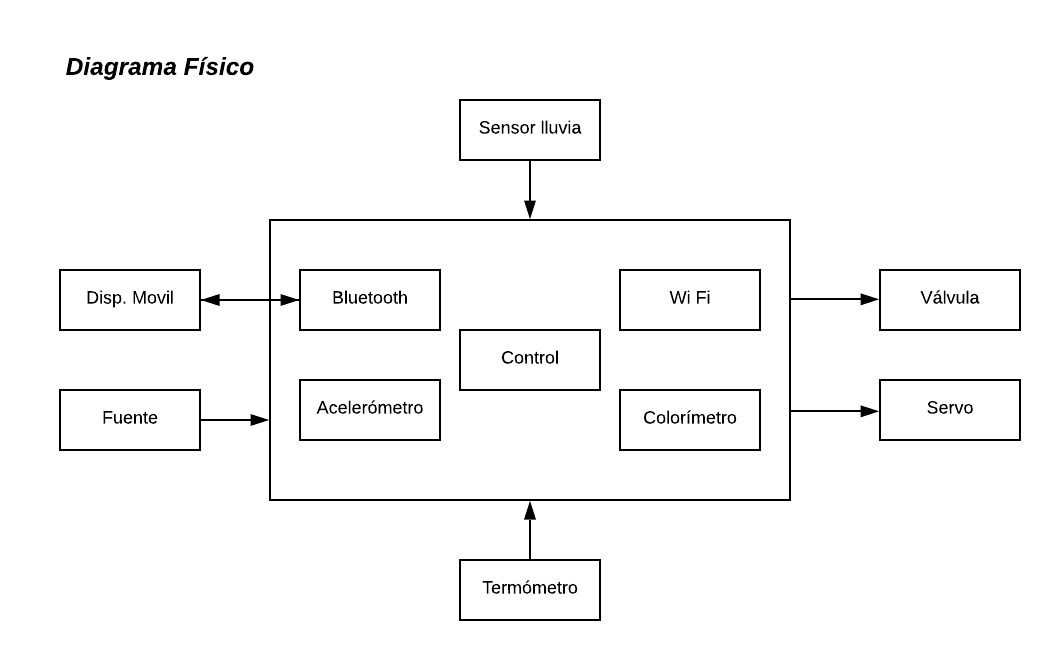 Diagrama Físico
Sensor lluvia
Disp. Movil
Bluetooth
Wi Fi
Válvula
Control
Fuente
Acelerómetro
Colorímetro
Servo
Termómetro